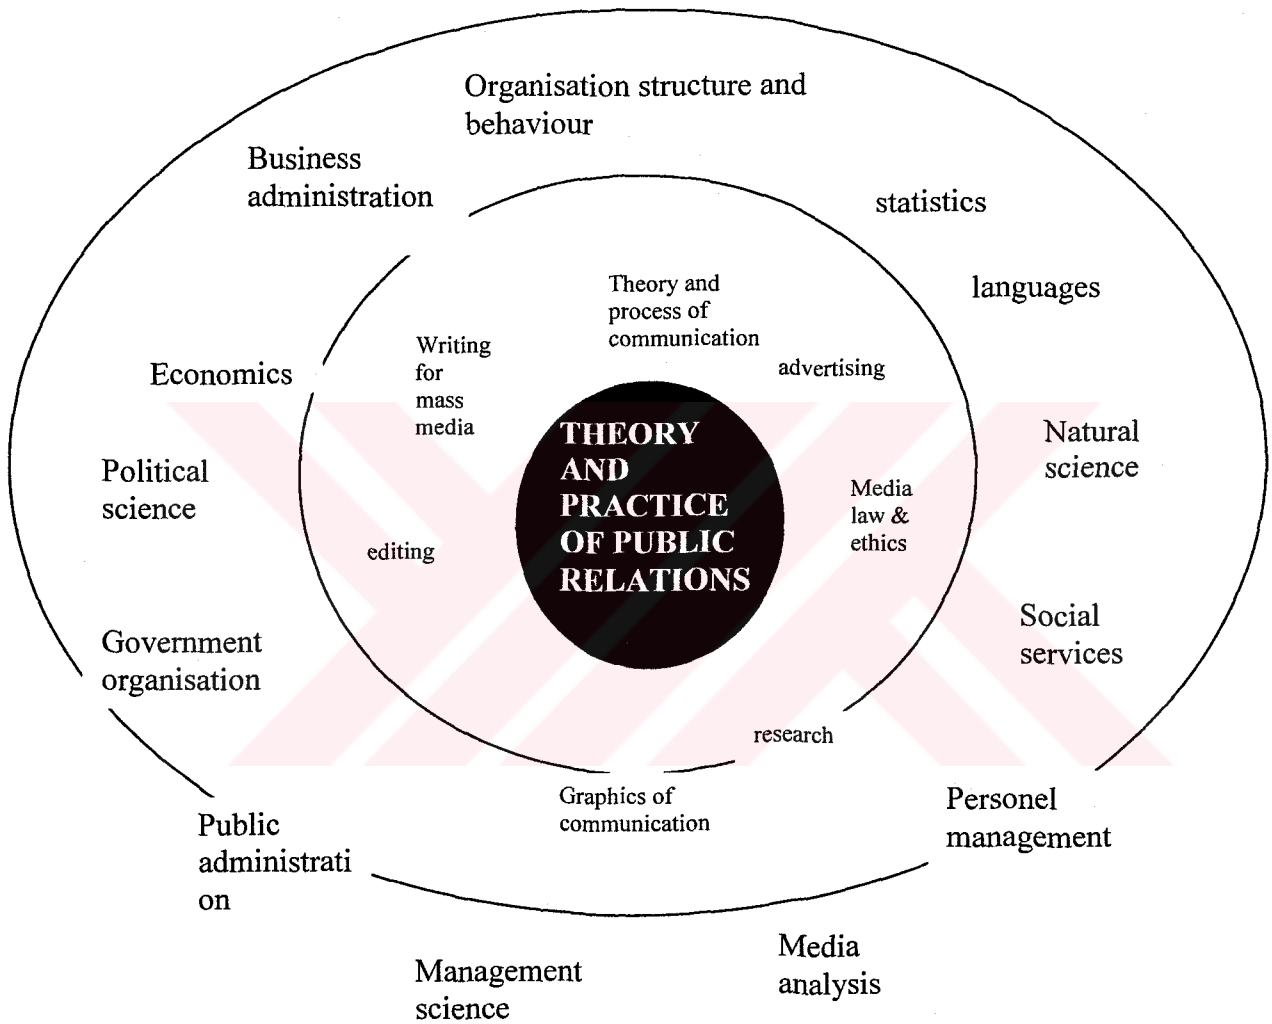 Organisation structure and
behaviour
Business
administration
statistics
languages
Theory and
process of
communication
Writing
for
mass
media
advertising
Economics
THEORY
AND
PRACTICE
OF PUBLIC
RELATIONS
Natural
science
Political
science
Media
law &
ethics
editing
Social
services
Government
organisation
research
Graphics of
communication
Personel
management
Public
administrati
on
Media
analysis
Management
science